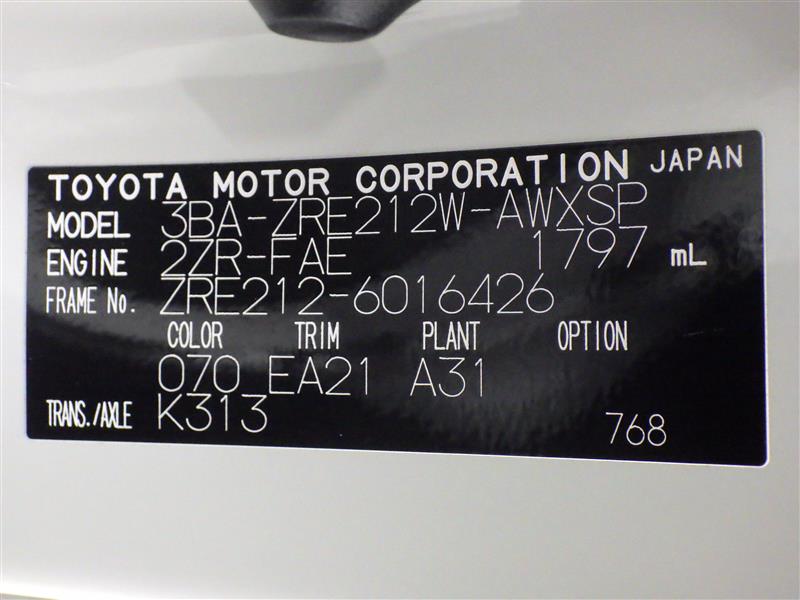 TOYOTA MOTOR CORPORATION JAPAN
MODEL 3BA-ZRE212W-AWXSP
ENGINE 2ZR-FAE 1797 mL
FRAME No. ZRE212-6016426
COLOR TRIM PLANT OPTION
070 EA21 A31
TRANS./AXLE K313
768